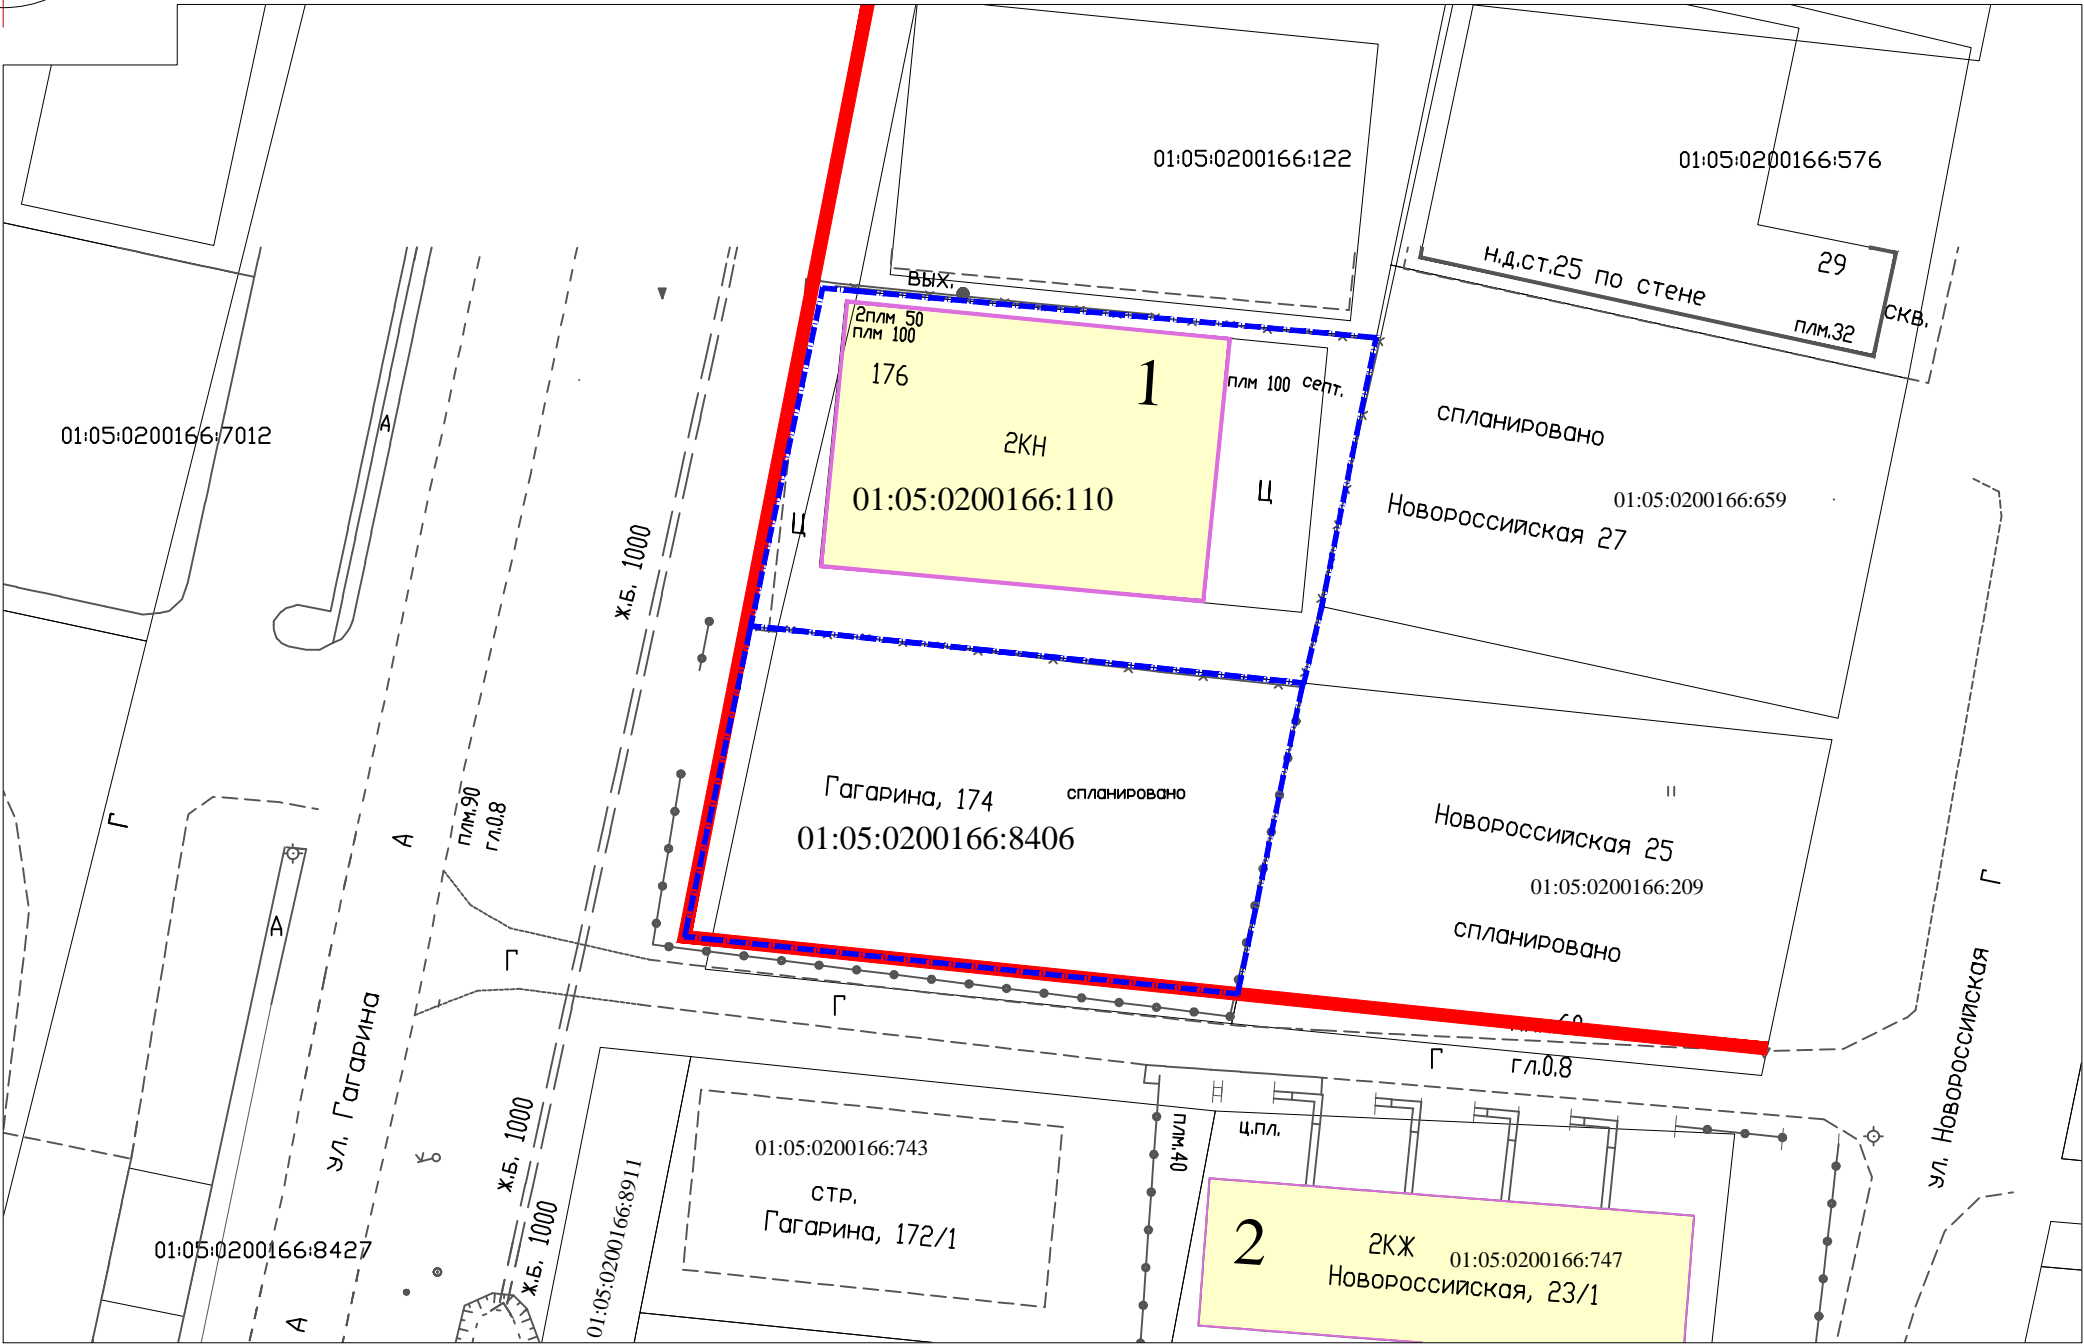 01:05:0200166:122
01:05:0200166:576
вых.
н.д.ст.25 по стене
29
скв.
плм.32
2плм 50
плм 100
176
1
плм 100 септ.
2КН
01:05:0200166:110
Ц
Ц
спланировано
01:05:0200166:659
Новороссийская 27
01:05:0200166:7012
А
ж.Б. 1000
Гагарина, 174
спланировано
01:05:0200166:8406
Новороссийская 25
01:05:0200166:209
спланировано
Г
А
плм.90
гл.0.8
А
Г
Г
Г
гл.0.8
Г
ул. Гагарина
ул. Новороссийская
ж.Б. 1000
ж.Б. 1000
01:05:0200166:8911
01:05:0200166:743
стр.
Гагарина, 172/1
плм.40
ц.пл.
2
2КЖ
01:05:0200166:747
Новороссийская, 23/1
01:05:0200166:8427
А